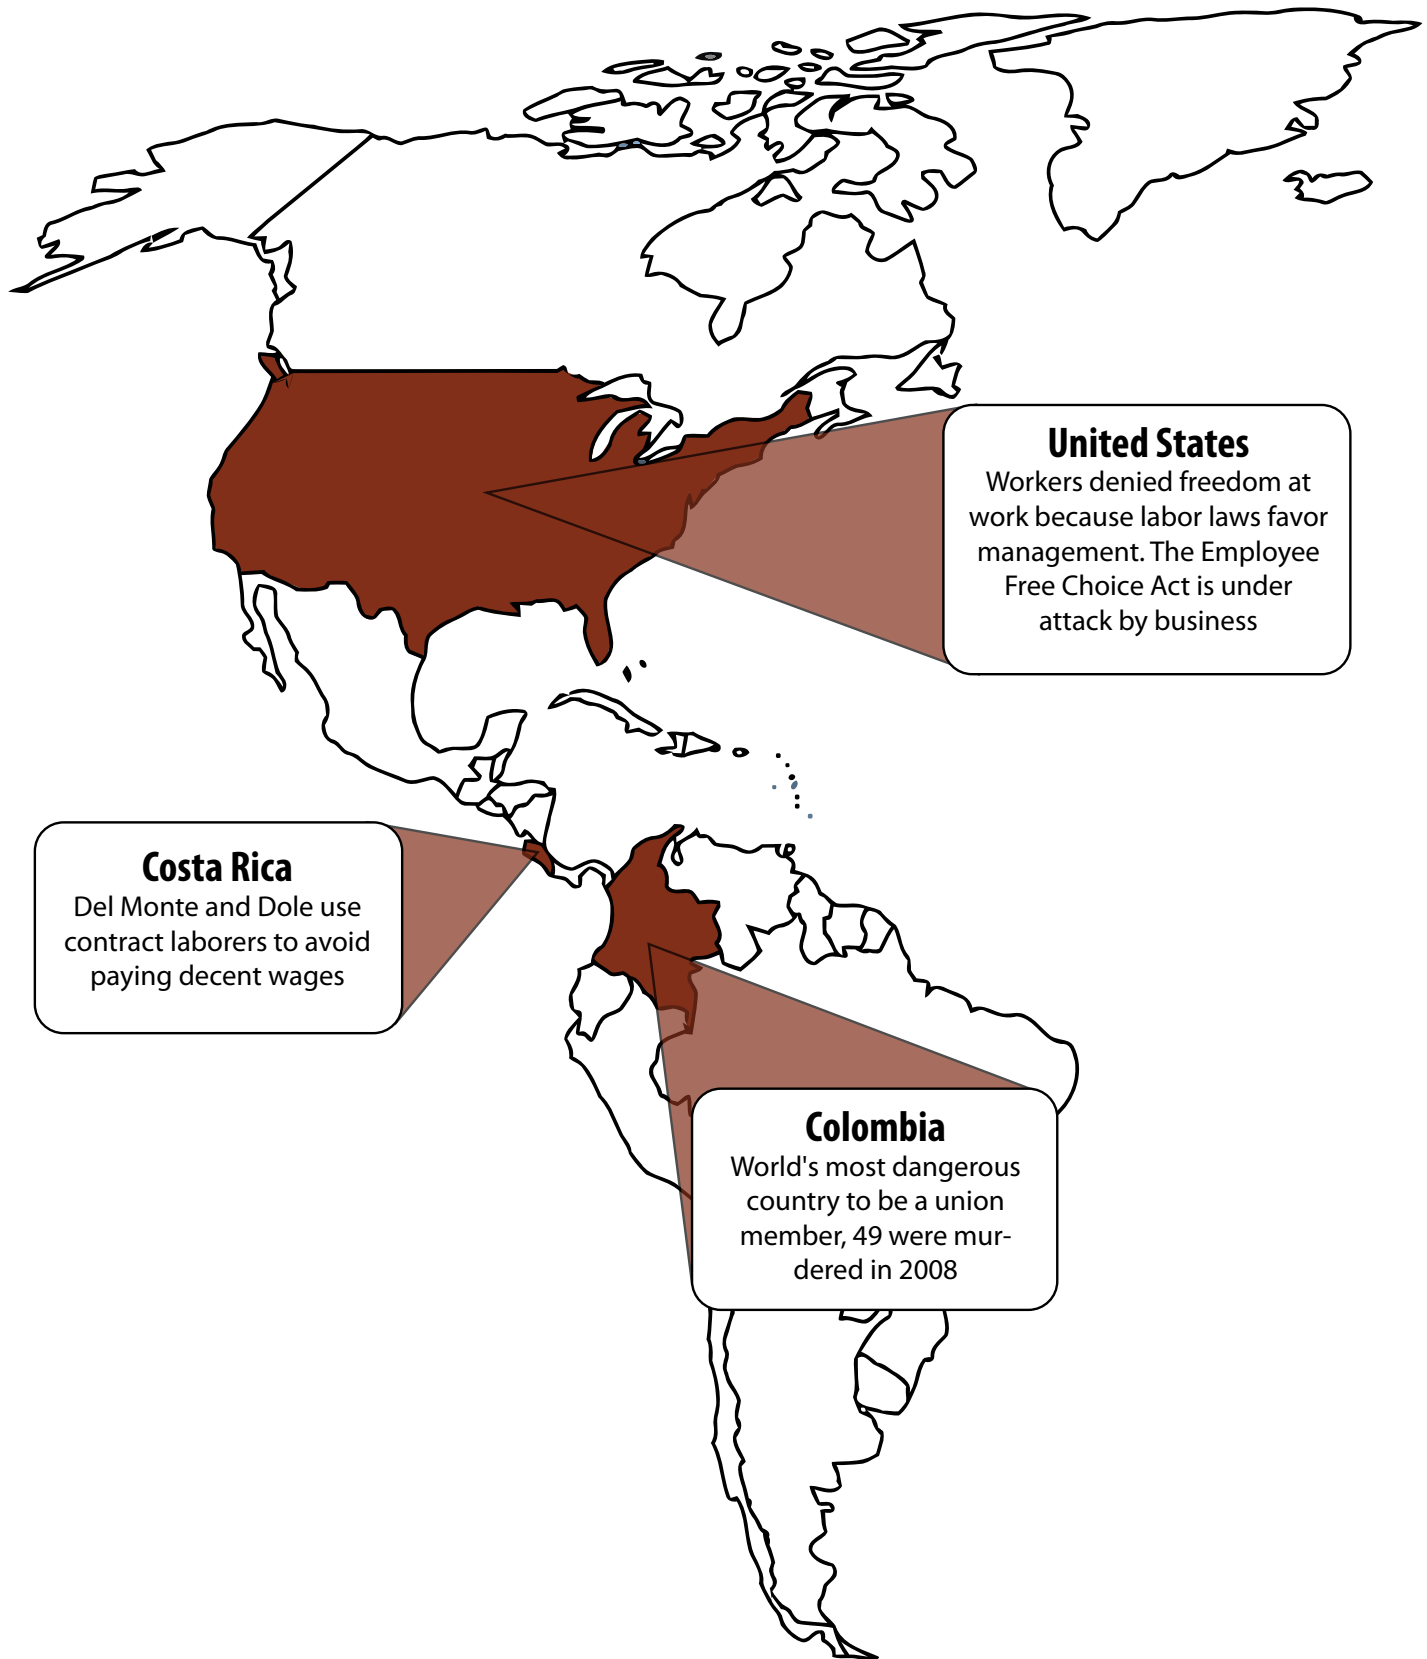 United States
Workers denied freedom at
work because labor laws favor
management. The Employee
Free Choice Act is under
attack by business
Costa Rica
Del Monte and Dole use
contract laborers to avoid
paying decent wages
Colombia
World's most dangerous
country to be a union
member, 49 were mur-
dered in 2008